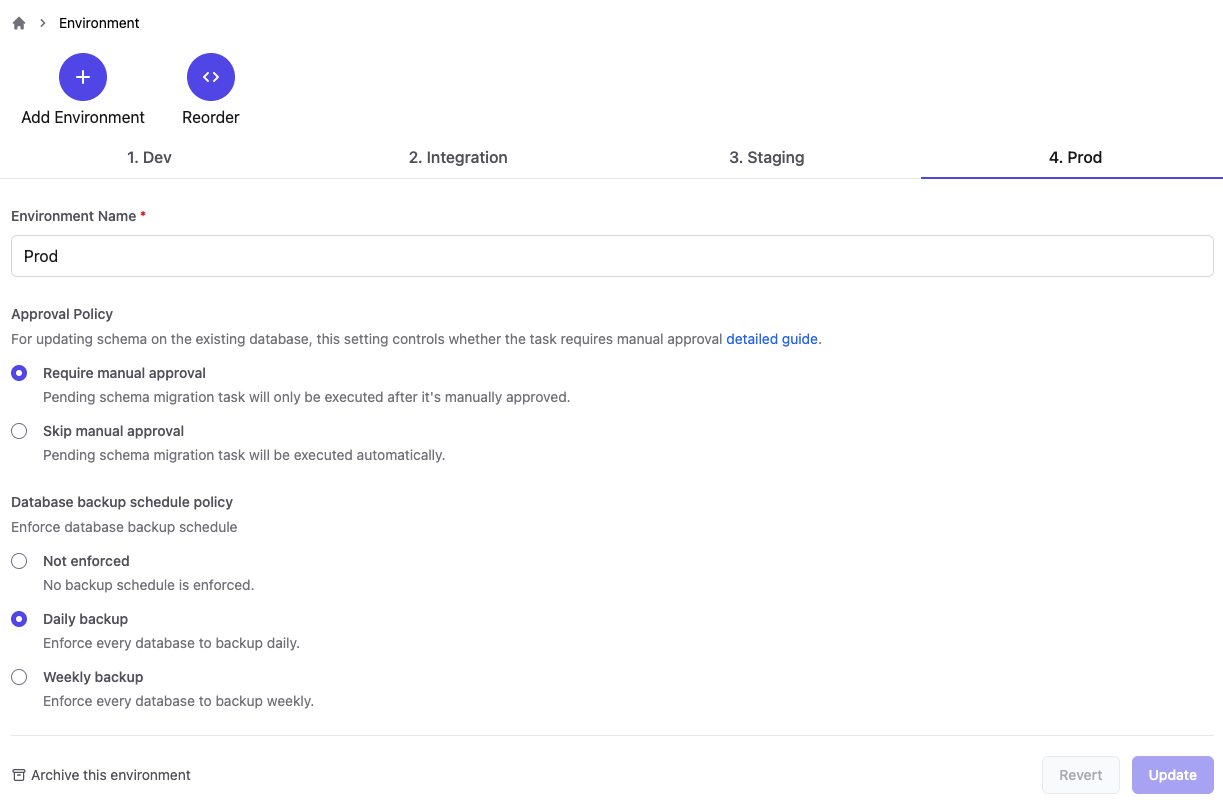 Environment
Add Environment
Reorder
1. Dev
2. Integration
3. Staging
4. Prod
Environment Name *
Prod
Approval Policy
For updating schema on the existing database, this setting controls whether the task requires manual approval detailed guide.
Require manual approval
Pending schema migration task will only be executed after it's manually approved.
Skip manual approval
Pending schema migration task will be executed automatically.
Database backup schedule policy
Enforce database backup schedule
Not enforced
No backup schedule is enforced.
Daily backup
Enforce every database to backup daily.
Weekly backup
Enforce every database to backup weekly.
Archive this environment
Revert
Update